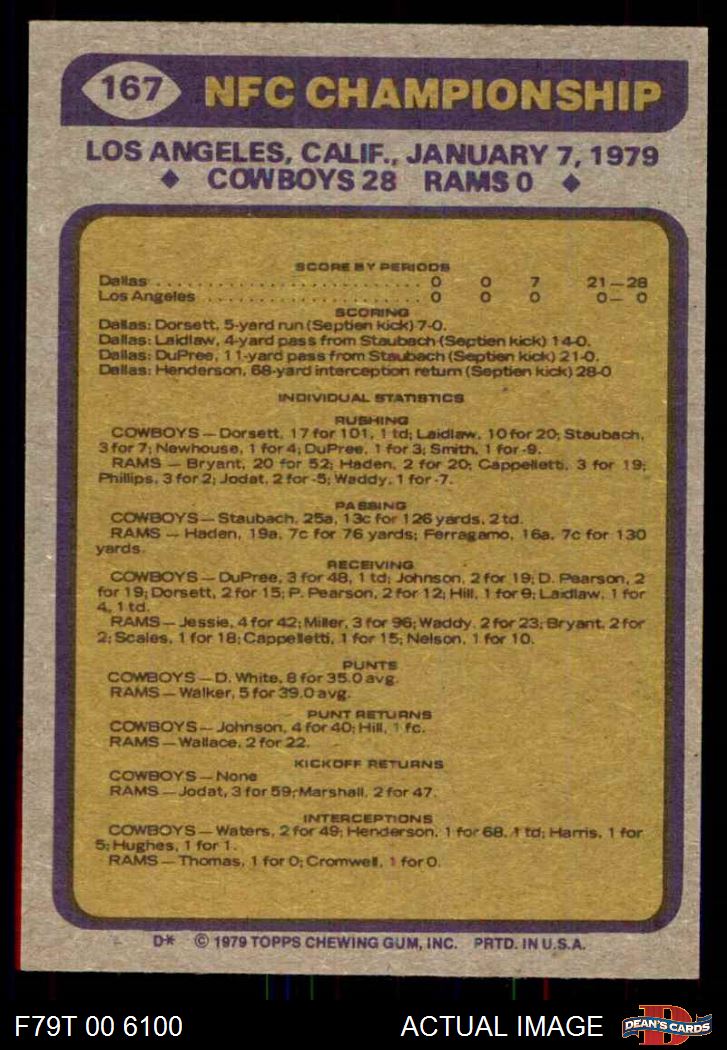 167 NFC CHAMPIONSHIP
LOS ANGELES, CALIF., JANUARY 7, 1979
◆ COWBOYS 28 RAMS 0 ◆
SCORE BY PERIODS
Dallas . . . . . . . . . . . . . . . . . . . . . . . . . . 0 0 7 21—28
Los Angeles . . . . . . . . . . . . . . . . . . . . . 0 0 0 0— 0
SCORING
Dallas: Dorsett, 5-yard run (Septien kick) 7-0.
Dallas: Laidlaw, 4-yard pass from Staubach (Septien kick) 14-0.
Dallas: DuPree, 11-yard pass from Staubach (Septien kick) 21-0.
Dallas: Henderson, 68-yard interception return (Septien kick) 28-0
INDIVIDUAL STATISTICS
RUSHING
COWBOYS — Dorsett, 17 for 101, 1 td; Laidlaw, 10 for 20; Staubach,
3 for 7; Newhouse, 1 for 4; DuPree, 1 for 3; Smith, 1 for -9.
RAMS — Bryant, 20 for 52; Haden, 2 for 20; Cappelletti, 3 for 19;
Phillips, 3 for 2; Jodat, 2 for -5; Waddy, 1 for -7.
PASSING
COWBOYS — Staubach, 25a, 13c for 126 yards, 2 td.
RAMS — Haden, 19a, 7c for 76 yards; Ferragamo, 16a, 7c for 130
yards.
RECEIVING
COWBOYS — DuPree, 3 for 48, 1 td; Johnson, 2 for 19; D. Pearson, 2
for 19; Dorsett, 2 for 15; P. Pearson, 2 for 12; Hill, 1 for 9; Laidlaw, 1 for
4, 1 td.
RAMS — Jessie, 4 for 42; Miller, 3 for 96; Waddy, 2 for 23; Bryant, 2 for
2; Scales, 1 for 18; Cappelletti, 1 for 15; Nelson, 1 for 10.
PUNTS
COWBOYS — D. White, 8 for 35.0 avg.
RAMS — Walker, 5 for 39.0 avg.
PUNT RETURNS
COWBOYS — Johnson, 4 for 40; Hill, 1 fc.
RAMS — Wallace, 2 for 22.
KICKOFF RETURNS
COWBOYS — None
RAMS — Jodat, 3 for 59; Marshall, 2 for 47.
INTERCEPTIONS
COWBOYS — Waters, 2 for 49; Henderson, 1 for 68, 1 td; Harris, 1 for
5; Hughes, 1 for 1.
RAMS — Thomas, 1 for 0; Cromwell, 1 for 0.
D* © 1979 TOPPS CHEWING GUM, INC. PRTD. IN U.S.A.
F79T 00 6100 ACTUAL IMAGE D DEAN'S CARDS